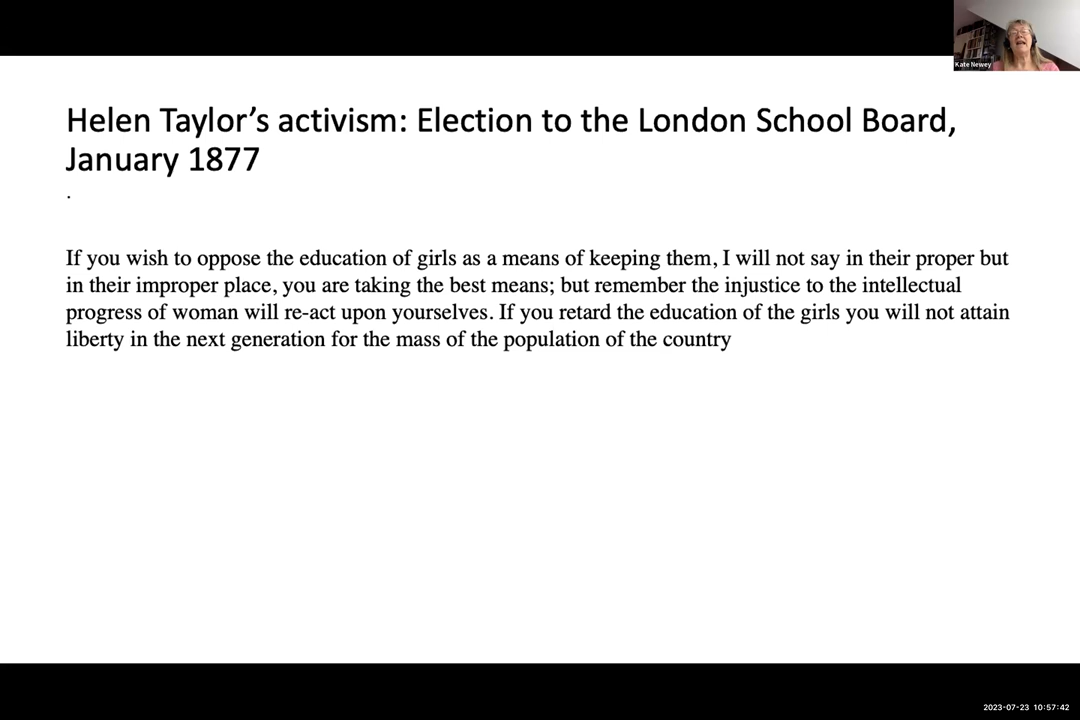 Kate Newey
Helen Taylor’s activism: Election to the London School Board,
January 1877
.
If you wish to oppose the education of girls as a means of keeping them, I will not say in their proper but
in their improper place, you are taking the best means; but remember the injustice to the intellectual
progress of woman will re-act upon yourselves. If you retard the education of the girls you will not attain
liberty in the next generation for the mass of the population of the country
2023-07-23 10:57:42